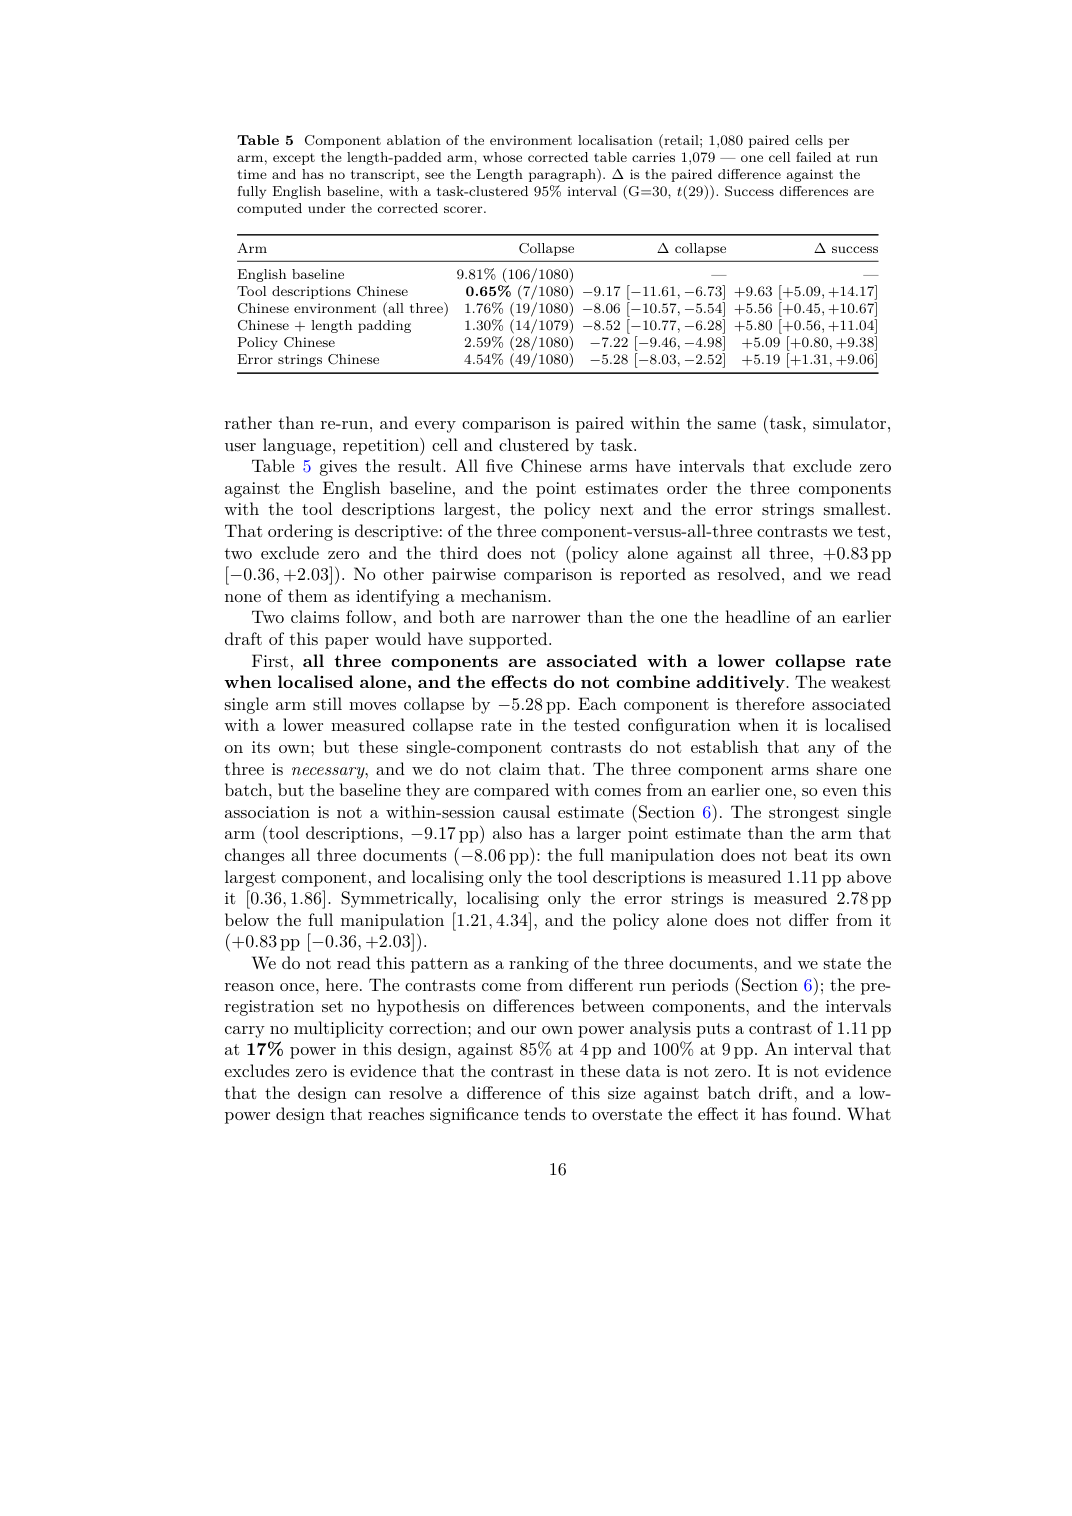 Table 5 Component ablation of the environment localisation (retail; 1,080 paired cells per
arm, except the length-padded arm, whose corrected table carries 1,079 — one cell failed at run
time and has no transcript, see the Length paragraph). Δ is the paired difference against the
fully English baseline, with a task-clustered 95% interval (G=30, t(29)). Success differences are
computed under the corrected scorer.
Arm Collapse Δ collapse Δ success
English baseline 9.81% (106/1080) — —
Tool descriptions Chinese 0.65% (7/1080) −9.17 [−11.61, −6.73] +9.63 [+5.09, +14.17]
Chinese environment (all three) 1.76% (19/1080) −8.06 [−10.57, −5.54] +5.56 [+0.45, +10.67]
Chinese + length padding 1.30% (14/1079) −8.52 [−10.77, −6.28] +5.80 [+0.56, +11.04]
Policy Chinese 2.59% (28/1080) −7.22 [−9.46, −4.98] +5.09 [+0.80, +9.38]
Error strings Chinese 4.54% (49/1080) −5.28 [−8.03, −2.52] +5.19 [+1.31, +9.06]
rather than re-run, and every comparison is paired within the same (task, simulator,
user language, repetition) cell and clustered by task.
Table 5 gives the result. All five Chinese arms have intervals that exclude zero
against the English baseline, and the point estimates order the three components
with the tool descriptions largest, the policy next and the error strings smallest.
That ordering is descriptive: of the three component-versus-all-three contrasts we test,
two exclude zero and the third does not (policy alone against all three, +0.83 pp
[−0.36, +2.03]). No other pairwise comparison is reported as resolved, and we read
none of them as identifying a mechanism.
Two claims follow, and both are narrower than the one the headline of an earlier
draft of this paper would have supported.
First, all three components are associated with a lower collapse rate
when localised alone, and the effects do not combine additively. The weakest
single arm still moves collapse by −5.28 pp. Each component is therefore associated
with a lower measured collapse rate in the tested configuration when it is localised
on its own; but these single-component contrasts do not establish that any of the
three is necessary, and we do not claim that. The three component arms share one
batch, but the baseline they are compared with comes from an earlier one, so even this
association is not a within-session causal estimate (Section 6). The strongest single
arm (tool descriptions, −9.17 pp) also has a larger point estimate than the arm that
changes all three documents (−8.06 pp): the full manipulation does not beat its own
largest component, and localising only the tool descriptions is measured 1.11 pp above
it [0.36, 1.86]. Symmetrically, localising only the error strings is measured 2.78 pp
below the full manipulation [1.21, 4.34], and the policy alone does not differ from it
(+0.83 pp [−0.36, +2.03]).
We do not read this pattern as a ranking of the three documents, and we state the
reason once, here. The contrasts come from different run periods (Section 6); the pre-
registration set no hypothesis on differences between components, and the intervals
carry no multiplicity correction; and our own power analysis puts a contrast of 1.11 pp
at 17% power in this design, against 85% at 4 pp and 100% at 9 pp. An interval that
excludes zero is evidence that the contrast in these data is not zero. It is not evidence
that the design can resolve a difference of this size against batch drift, and a low-
power design that reaches significance tends to overstate the effect it has found. What
16